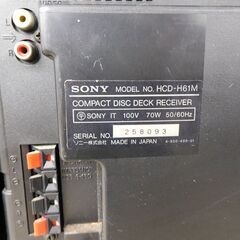 VIDEO
L
R
SONY MODEL NO. HCD-H61M
COMPACT DISC DECK RECEIVER
SONY IT 100V 70W 50/60Hz
SERIAL NO. 258093
ソニー株式会社 MADE IN JAPAN